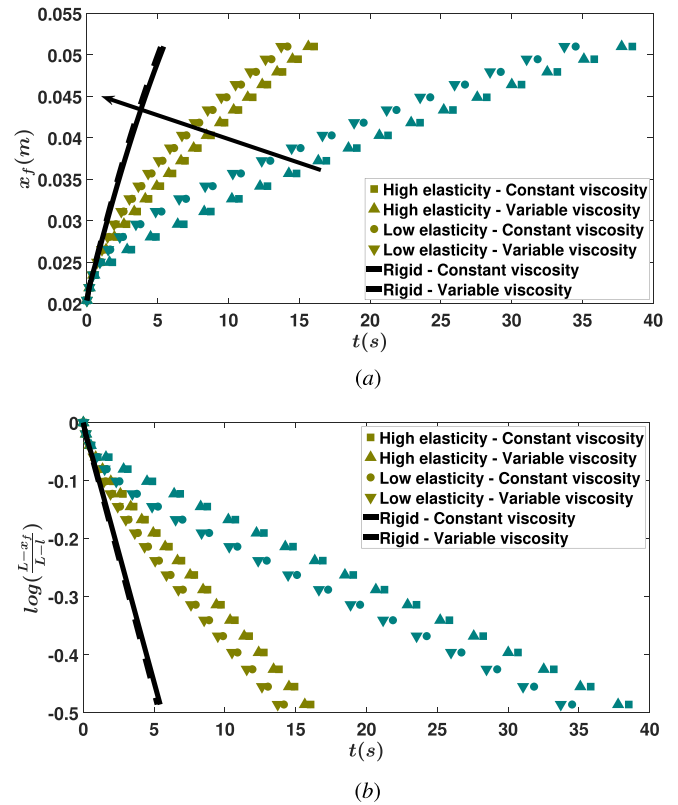 0.055
0.05
0.045
0.04
0.035
0.03
0.025
0.02
x_f(m)
High elasticity - Constant viscosity
High elasticity - Variable viscosity
Low elasticity - Constant viscosity
Low elasticity - Variable viscosity
Rigid - Constant viscosity
Rigid - Variable viscosity
0 5 10 15 20 25 30 35 40
t(s)
(a)
0
-0.1
-0.2
-0.3
-0.4
-0.5
log(\frac{L-x_f}{L-l})
High elasticity - Constant viscosity
High elasticity - Variable viscosity
Low elasticity - Constant viscosity
Low elasticity - Variable viscosity
Rigid - Constant viscosity
Rigid - Variable viscosity
0 5 10 15 20 25 30 35 40
t(s)
(b)